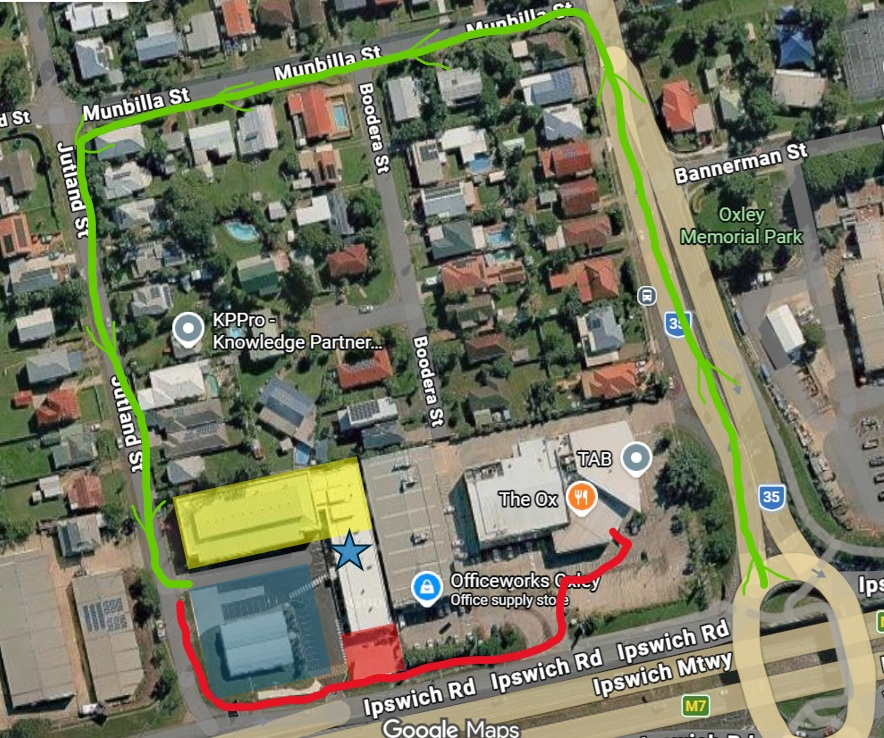 Munbilla St
Munbilla St
Munbilla St
d St
Jutland St
Boodera St
Bannerman St
Oxley
Memorial Park
KPPro -
Knowledge Partner...
35
Boodera St
Jutland St
TAB
The Ox
35
Officeworks Oxley
Office supply store
Ips
Ipswich Rd
Ipswich Rd
Ipswich Rd
Ipswich Mtwy
M7
Google Maps